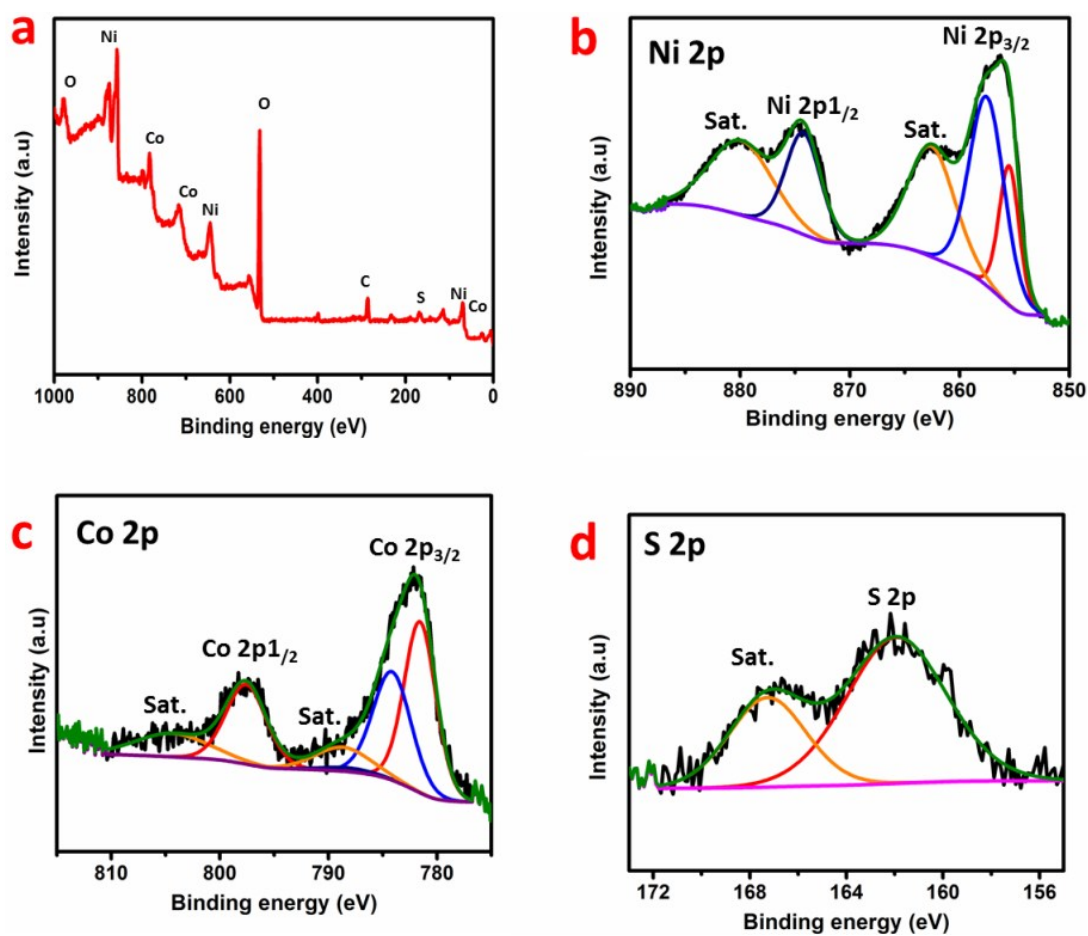 a
Ni
O
Co
Co
Ni
O
C
S
Ni
Co
Intensity (a.u)
1000 800 600 400 200 0
Binding energy (eV)
b
Ni 2p
Ni 2p₃/₂
Ni 2p1/₂
Sat.
Sat.
Intensity (a.u)
890 880 870 860 850
Binding energy (eV)
c
Co 2p
Co 2p₃/₂
Co 2p1/₂
Sat.
Sat.
Intensity (a.u)
810 800 790 780
Binding energy (eV)
d
S 2p
S 2p
Sat.
Intensity (a.u)
172 168 164 160 156
Binding energy (eV)